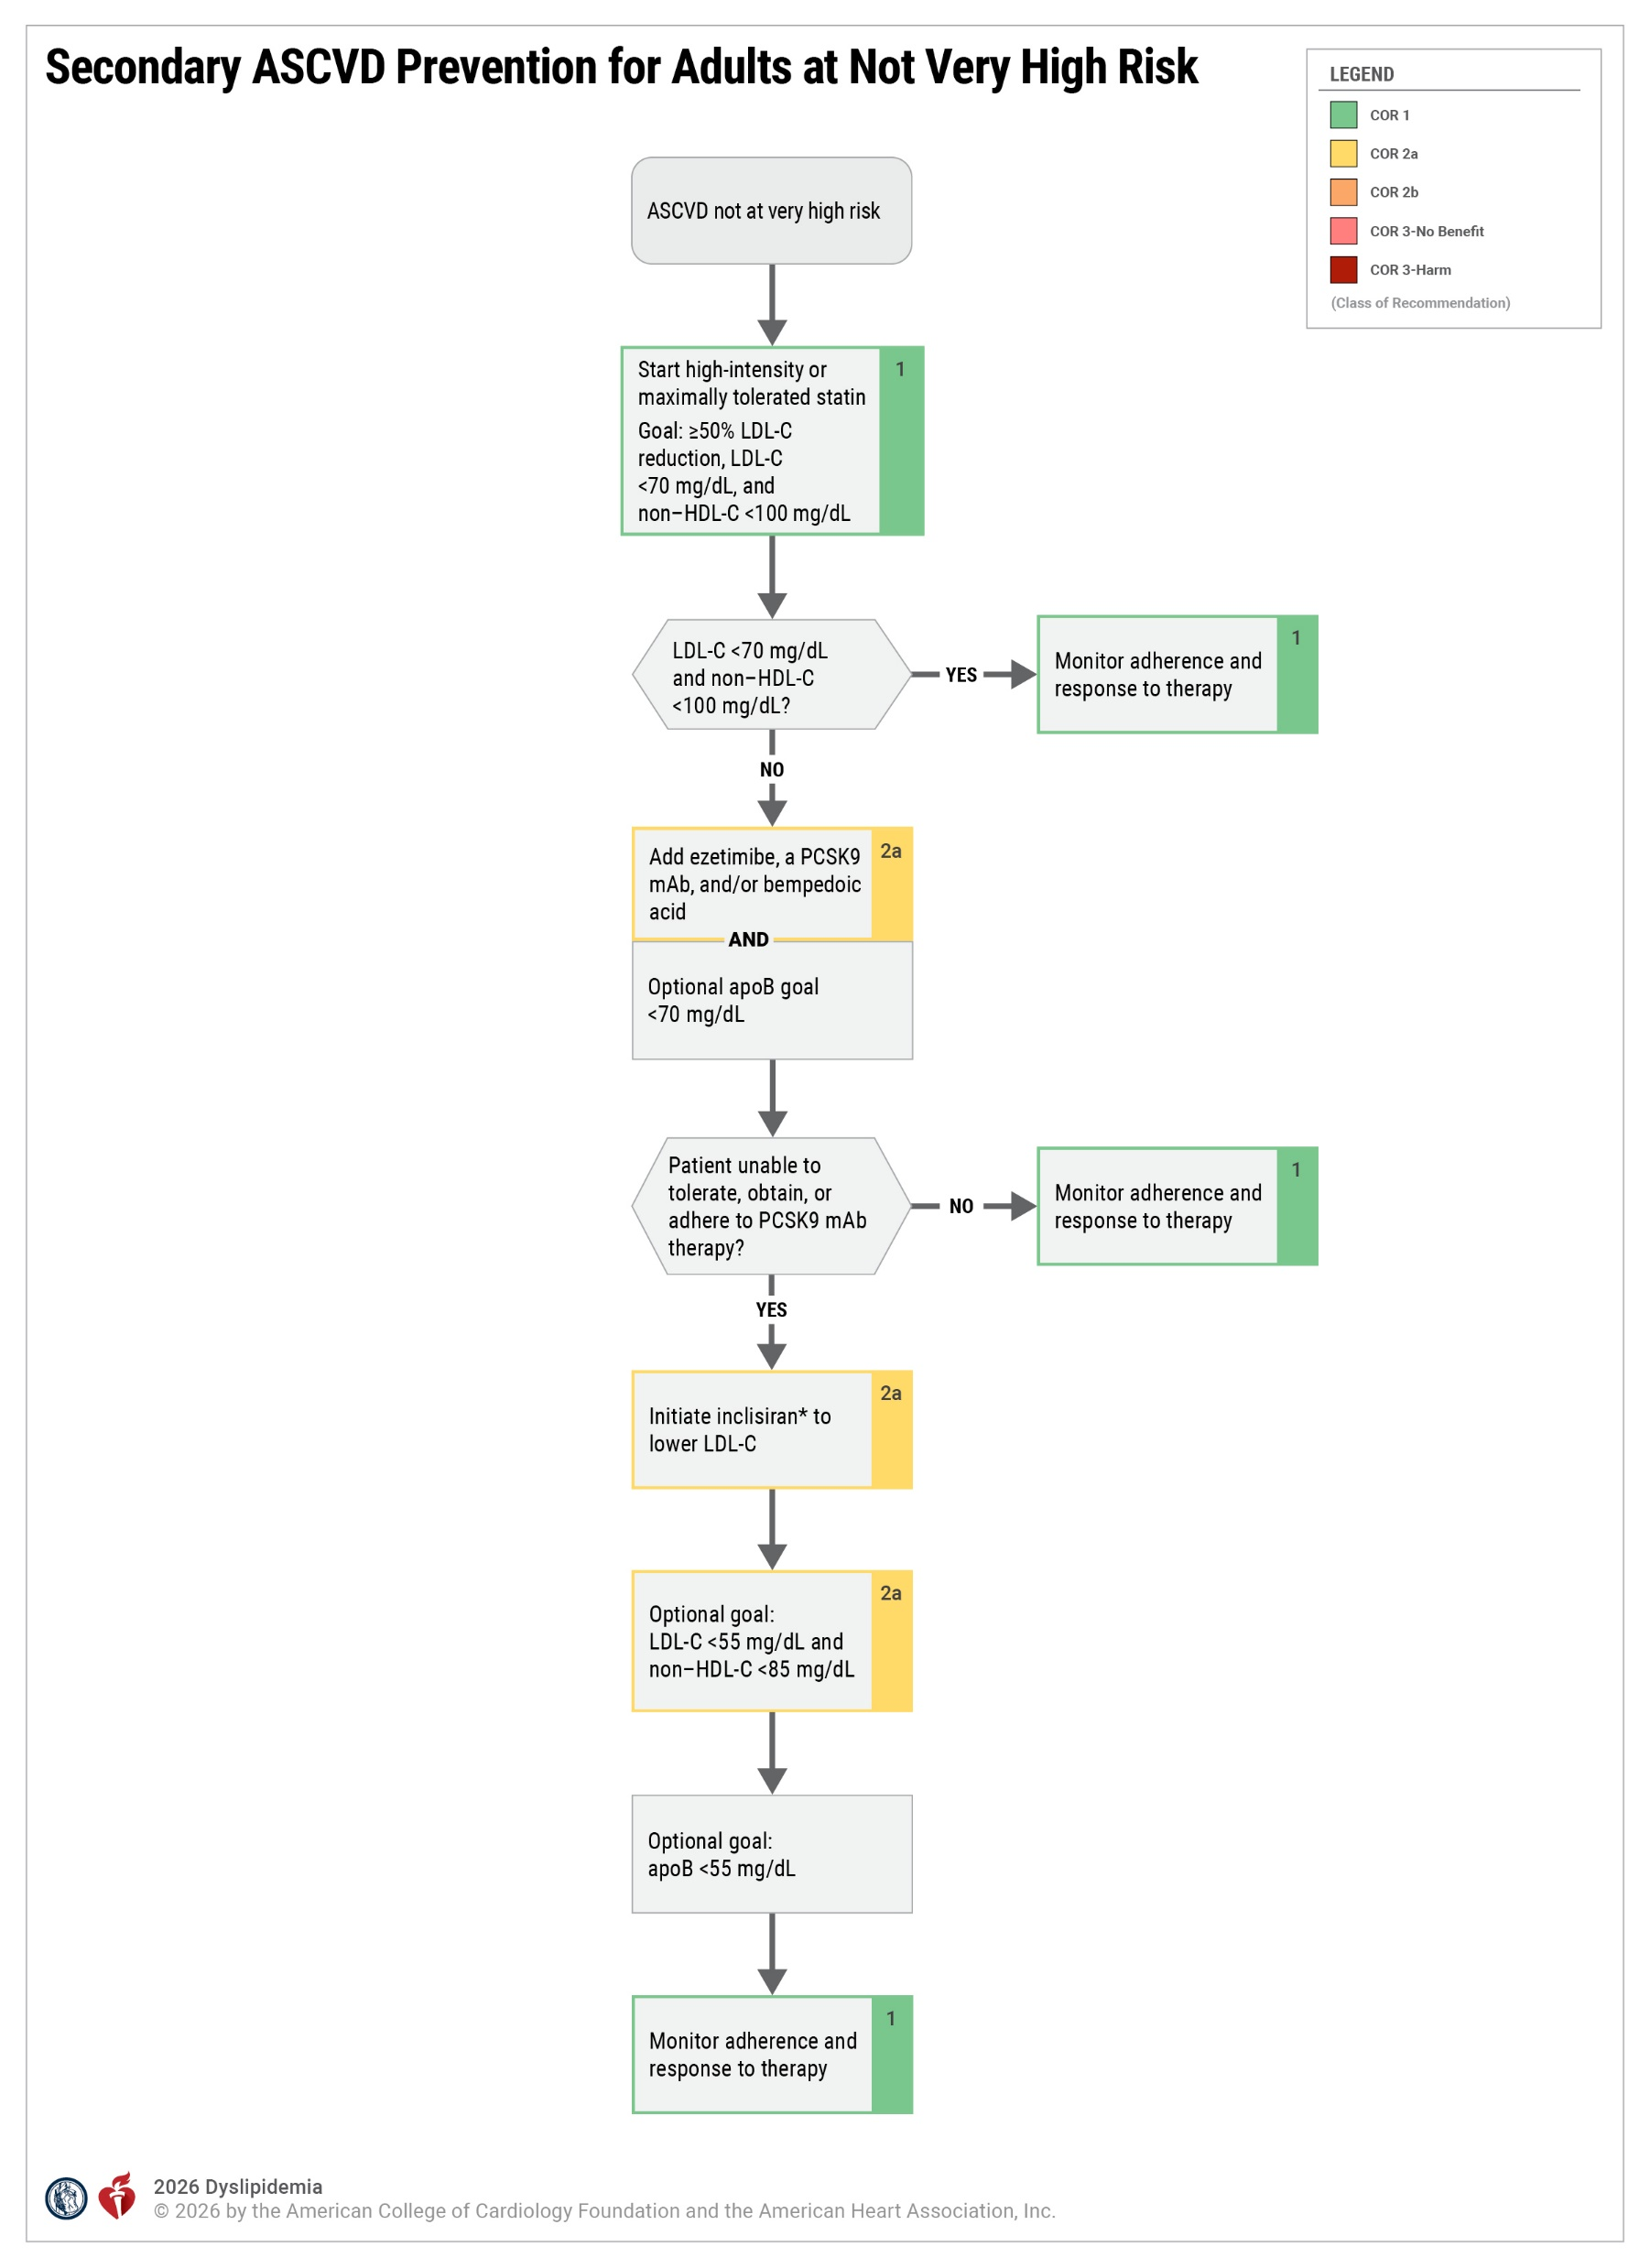 Secondary ASCVD Prevention for Adults at Not Very High Risk
LEGEND
COR 1
COR 2a
COR 2b
COR 3-No Benefit
COR 3-Harm
(Class of Recommendation)
ASCVD not at very high risk
Start high-intensity or
maximally tolerated statin
Goal: ≥50% LDL-C
reduction, LDL-C
<70 mg/dL, and
non–HDL-C <100 mg/dL
1
LDL-C <70 mg/dL
and non–HDL-C
<100 mg/dL?
YES
Monitor adherence and
response to therapy
1
NO
Add ezetimibe, a PCSK9
mAb, and/or bempedoic
acid
2a
AND
Optional apoB goal
<70 mg/dL
Patient unable to
tolerate, obtain, or
adhere to PCSK9 mAb
therapy?
NO
Monitor adherence and
response to therapy
1
YES
Initiate inclisiran* to
lower LDL-C
2a
Optional goal:
LDL-C <55 mg/dL and
non–HDL-C <85 mg/dL
2a
Optional goal:
apoB <55 mg/dL
Monitor adherence and
response to therapy
1
2026 Dyslipidemia
© 2026 by the American College of Cardiology Foundation and the American Heart Association, Inc.